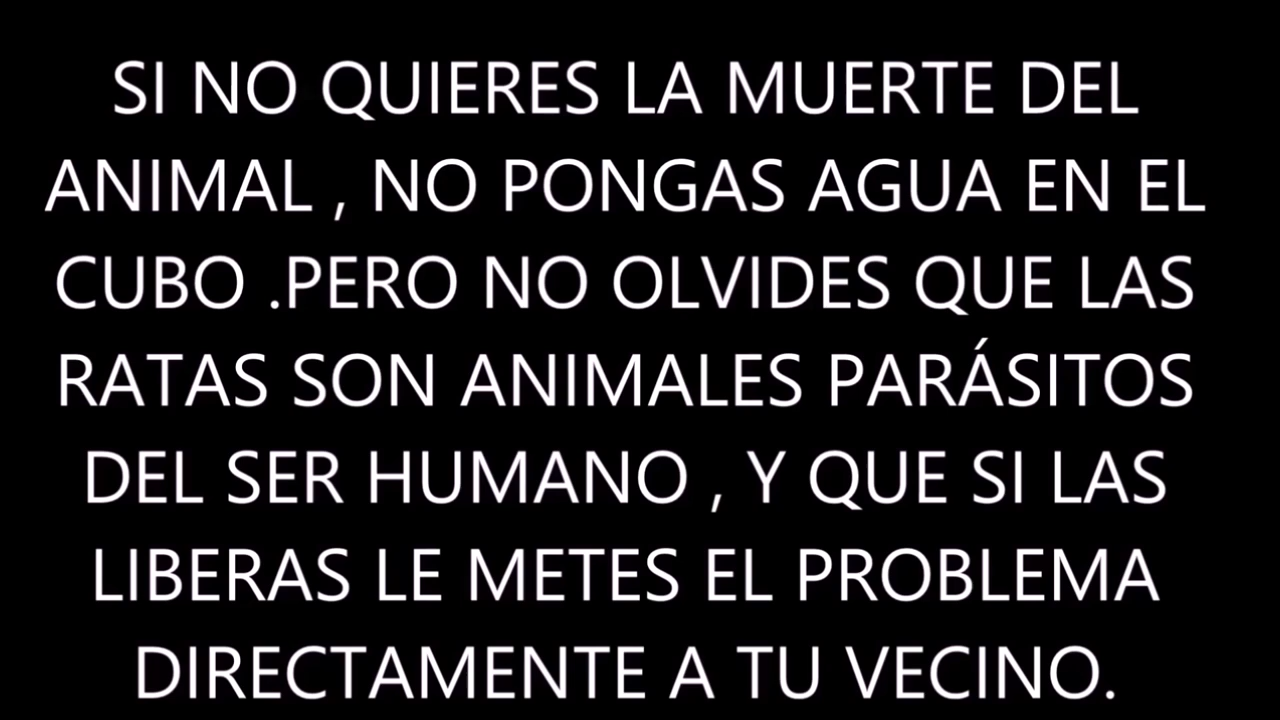 SI NO QUIERES LA MUERTE DEL
ANIMAL , NO PONGAS AGUA EN EL
CUBO .PERO NO OLVIDES QUE LAS
RATAS SON ANIMALES PARÁSITOS
DEL SER HUMANO , Y QUE SI LAS
LIBERAS LE METES EL PROBLEMA
DIRECTAMENTE A TU VECINO.